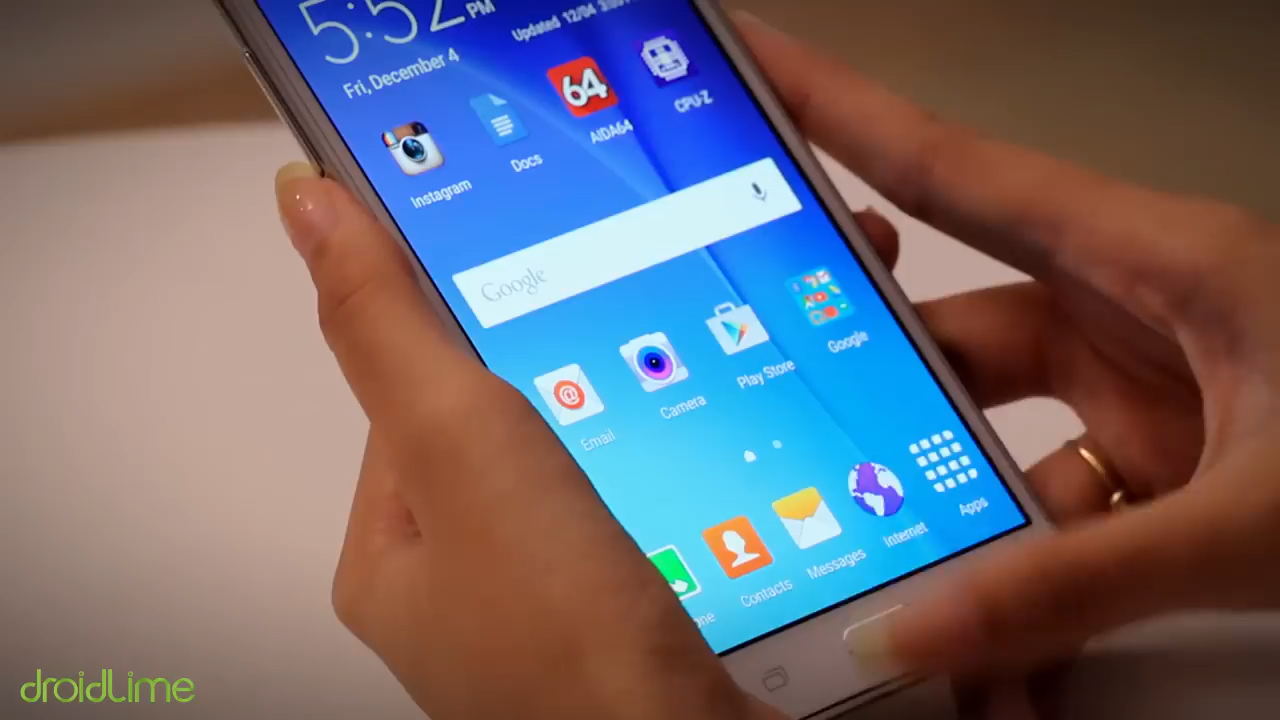 5:52 PM
Fri, December 4
Updated 12/04
Instagram
Docs
64
AIDA64
CPU-Z
Google
@
Email
Camera
Play Store
Google
Contacts
Messages
Internet
Apps
droidLime